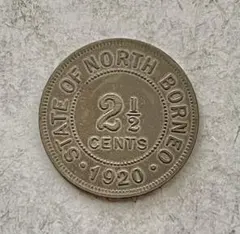 STATE OF NORTH BORNEO
2½
CENTS
· 1920 ·